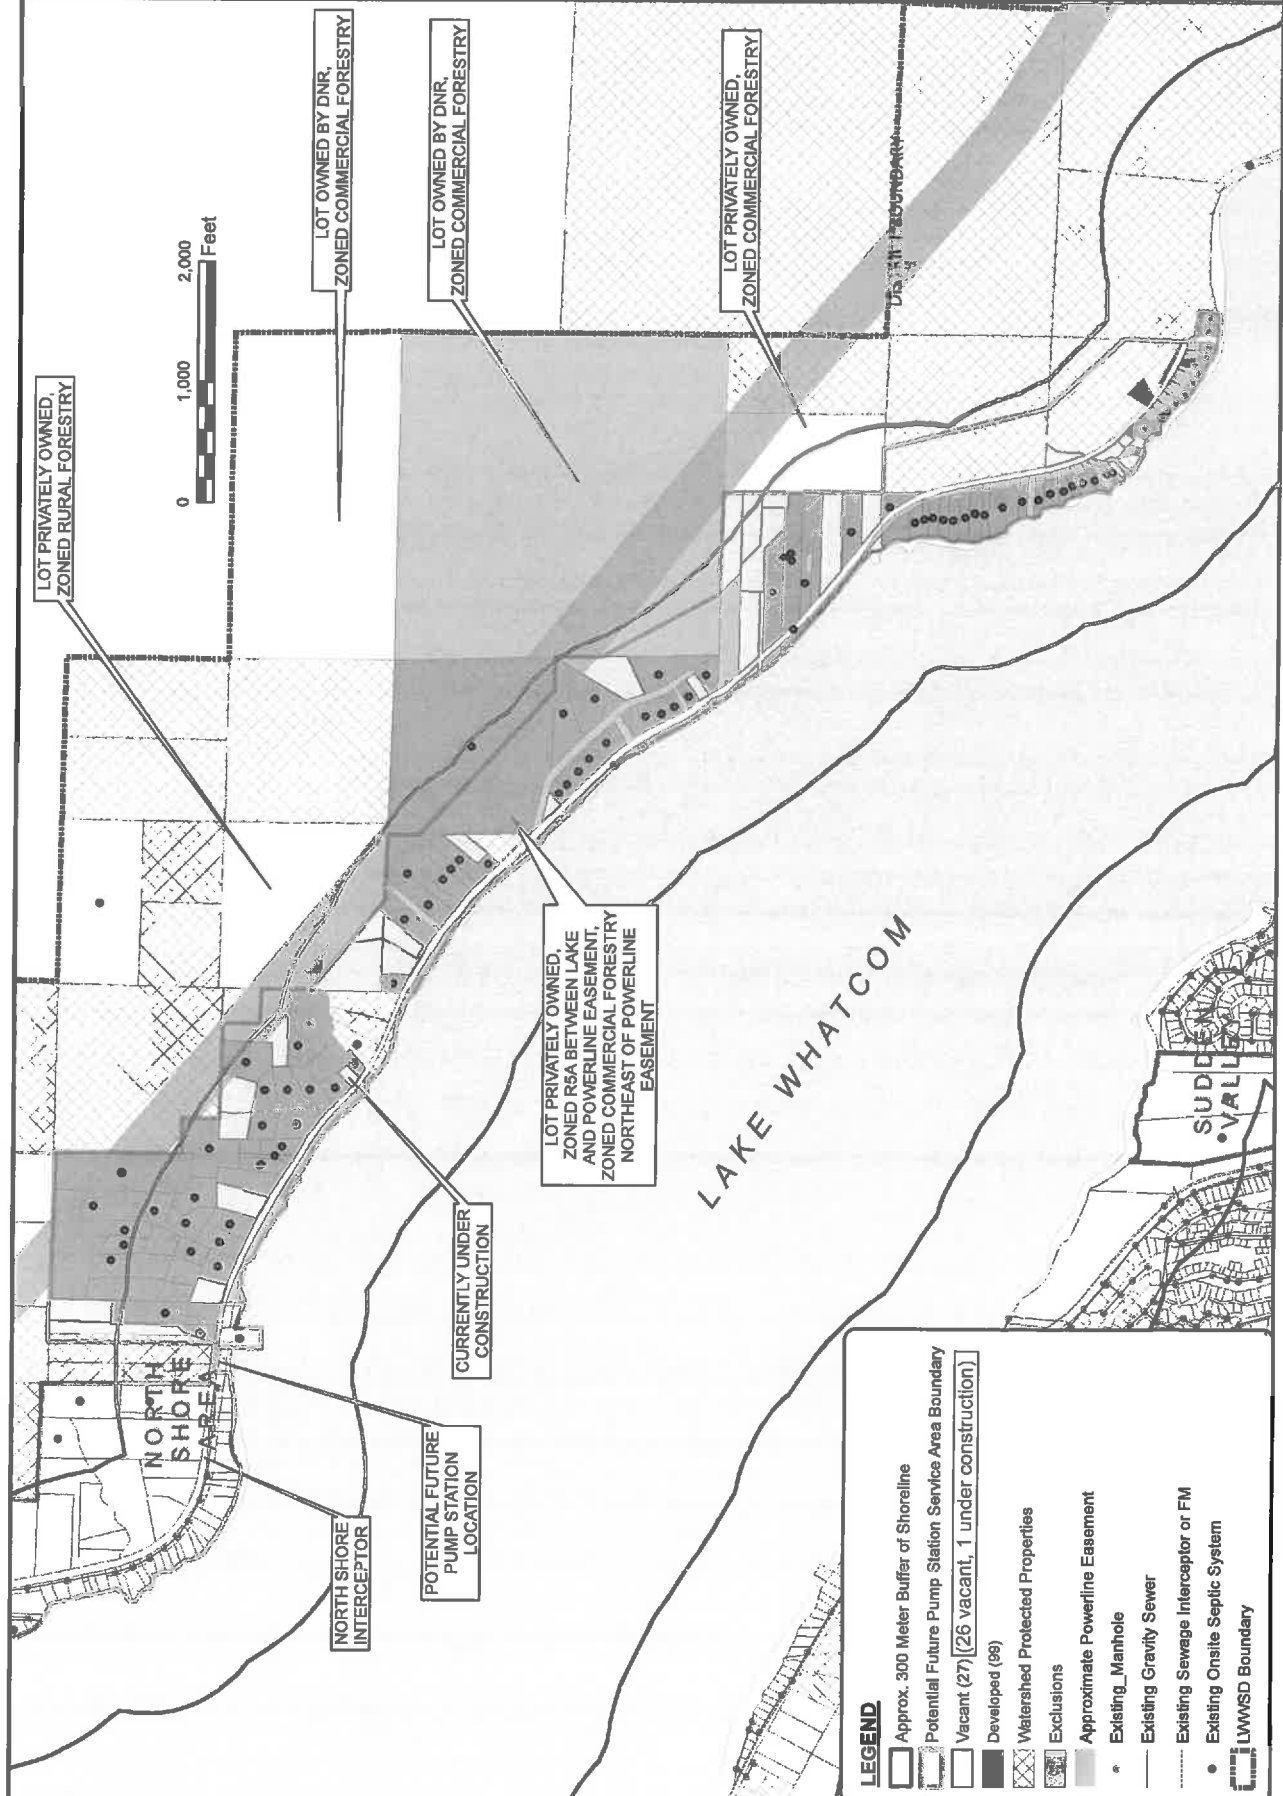 LOT PRIVATELY OWNED,
ZONED RURAL FORESTRY
0
1,000
2,000
Feet
LOT OWNED BY DNR,
ZONED COMMERCIAL FORESTRY
LOT OWNED BY DNR,
ZONED COMMERCIAL FORESTRY
LOT PRIVATELY OWNED,
ZONED COMMERCIAL FORESTRY
DISTRICT BOUNDARY
NORTH
SHORE
AREA
NORTH SHORE
INTERCEPTOR
POTENTIAL FUTURE
PUMP STATION
LOCATION
CURRENTLY UNDER
CONSTRUCTION
LOT PRIVATELY OWNED,
ZONED R5A BETWEEN LAKE
AND POWERLINE EASEMENT,
ZONED COMMERCIAL FORESTRY
NORTHEAST OF POWERLINE
EASEMENT
LAKE WHATCOM
SUDDEN
VALLEY
LEGEND
Approx. 300 Meter Buffer of Shoreline
Potential Future Pump Station Service Area Boundary
Vacant (27) (26 vacant, 1 under construction)
Developed (99)
Watershed Protected Properties
Exclusions
Approximate Powerline Easement
Existing_Manhole
Existing Gravity Sewer
Existing Sewage Interceptor or FM
Existing Onsite Septic System
LWWSD Boundary